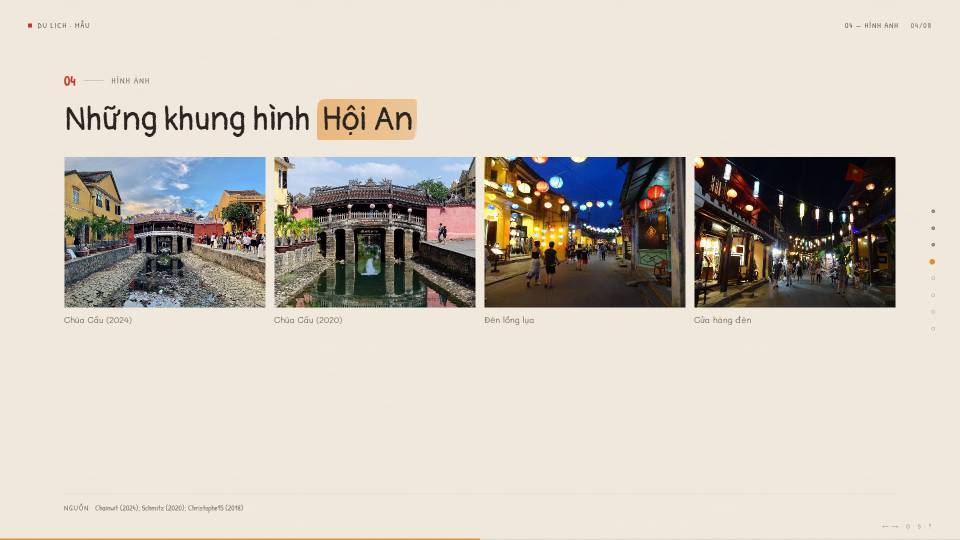 DU LỊCH · MẪU
04 — HÌNH ẢNH 04/08
04 — HÌNH ẢNH
Những khung hình Hội An
Chùa Cầu (2024)
Chùa Cầu (2020)
Đèn lồng lụa
Cửa hàng đèn
NGUỒN Chainwit (2024); Schmitz (2020); Christophe95 (2018)
←→ O S ?